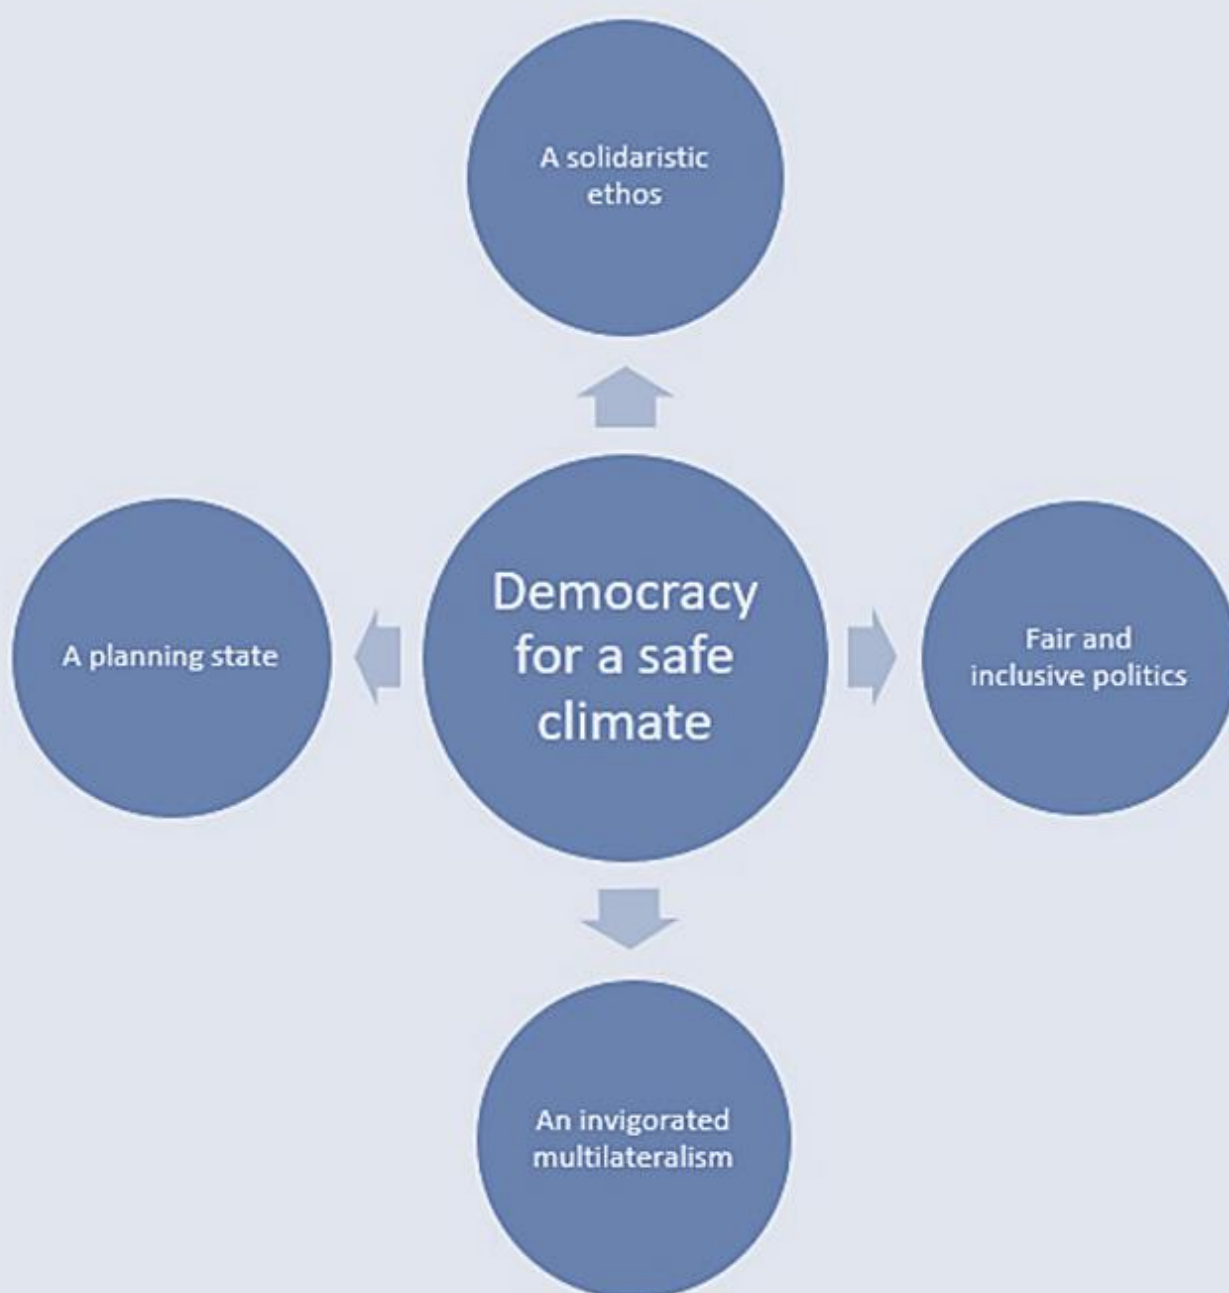 A solidaristic
ethos
A planning state
Democracy
for a safe
climate
Fair and
inclusive politics
An invigorated
multilateralism